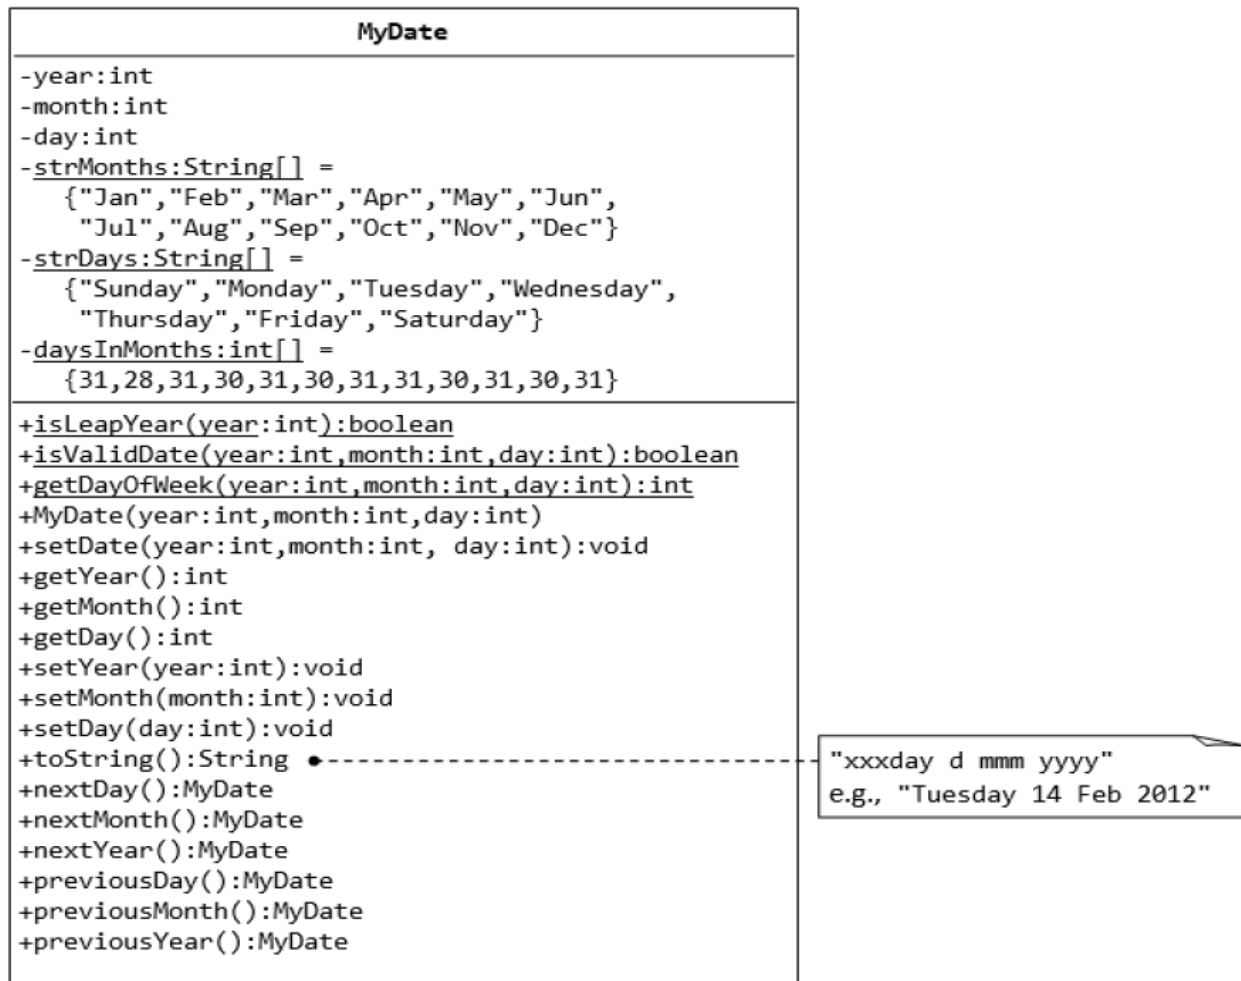 MyDate
-year:int
-month:int
-day:int
-strMonths:String[] =
{"Jan","Feb","Mar","Apr","May","Jun",
"Jul","Aug","Sep","Oct","Nov","Dec"}
-strDays:String[] =
{"Sunday","Monday","Tuesday","Wednesday",
"Thursday","Friday","Saturday"}
-daysInMonths:int[] =
{31,28,31,30,31,30,31,31,30,31,30,31}
+isLeapYear(year:int):boolean
+isValidDate(year:int,month:int,day:int):boolean
+getDayOfWeek(year:int,month:int,day:int):int
+MyDate(year:int,month:int,day:int)
+setDate(year:int,month:int, day:int):void
+getYear():int
+getMonth():int
+getDay():int
+setYear(year:int):void
+setMonth(month:int):void
+setDay(day:int):void
+toString():String
+nextDay():MyDate
+nextMonth():MyDate
+nextYear():MyDate
+previousDay():MyDate
+previousMonth():MyDate
+previousYear():MyDate
"xxxday d mmm yyyy"
e.g., "Tuesday 14 Feb 2012"